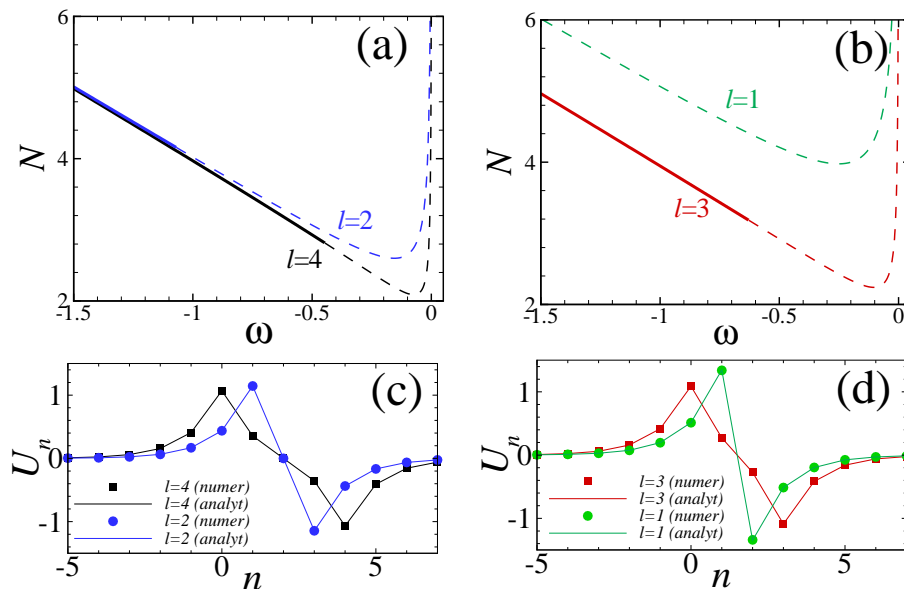 6
(a)
N
4
l=2
l=4
2
-1.5
-1
-0.5
0
ω
6
(b)
l=1
N
4
l=3
2
-1.5
-1
-0.5
0
ω
(c)
1
U_n
0
l=4 (numer)
l=4 (analyt)
l=2 (numer)
l=2 (analyt)
-1
-5
0
5
n
(d)
1
U_n
0
l=3 (numer)
l=3 (analyt)
l=1 (numer)
l=1 (analyt)
-1
-5
0
5
n